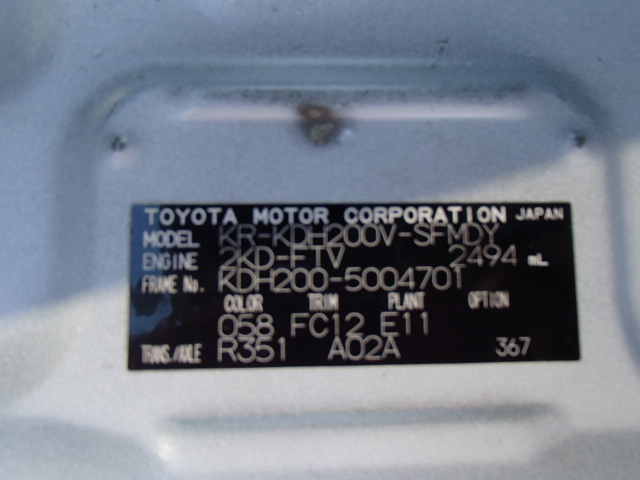 TOYOTA MOTOR CORPORATION JAPAN
MODEL KR-KDH200V-SFMDY
ENGINE 2KD-FTV 2494 mL
FRAME No. KDH200-5004701
COLOR TRIM PLANT OPTION
058 FC12 E11
TRANS./AXLE R351 A02A 367